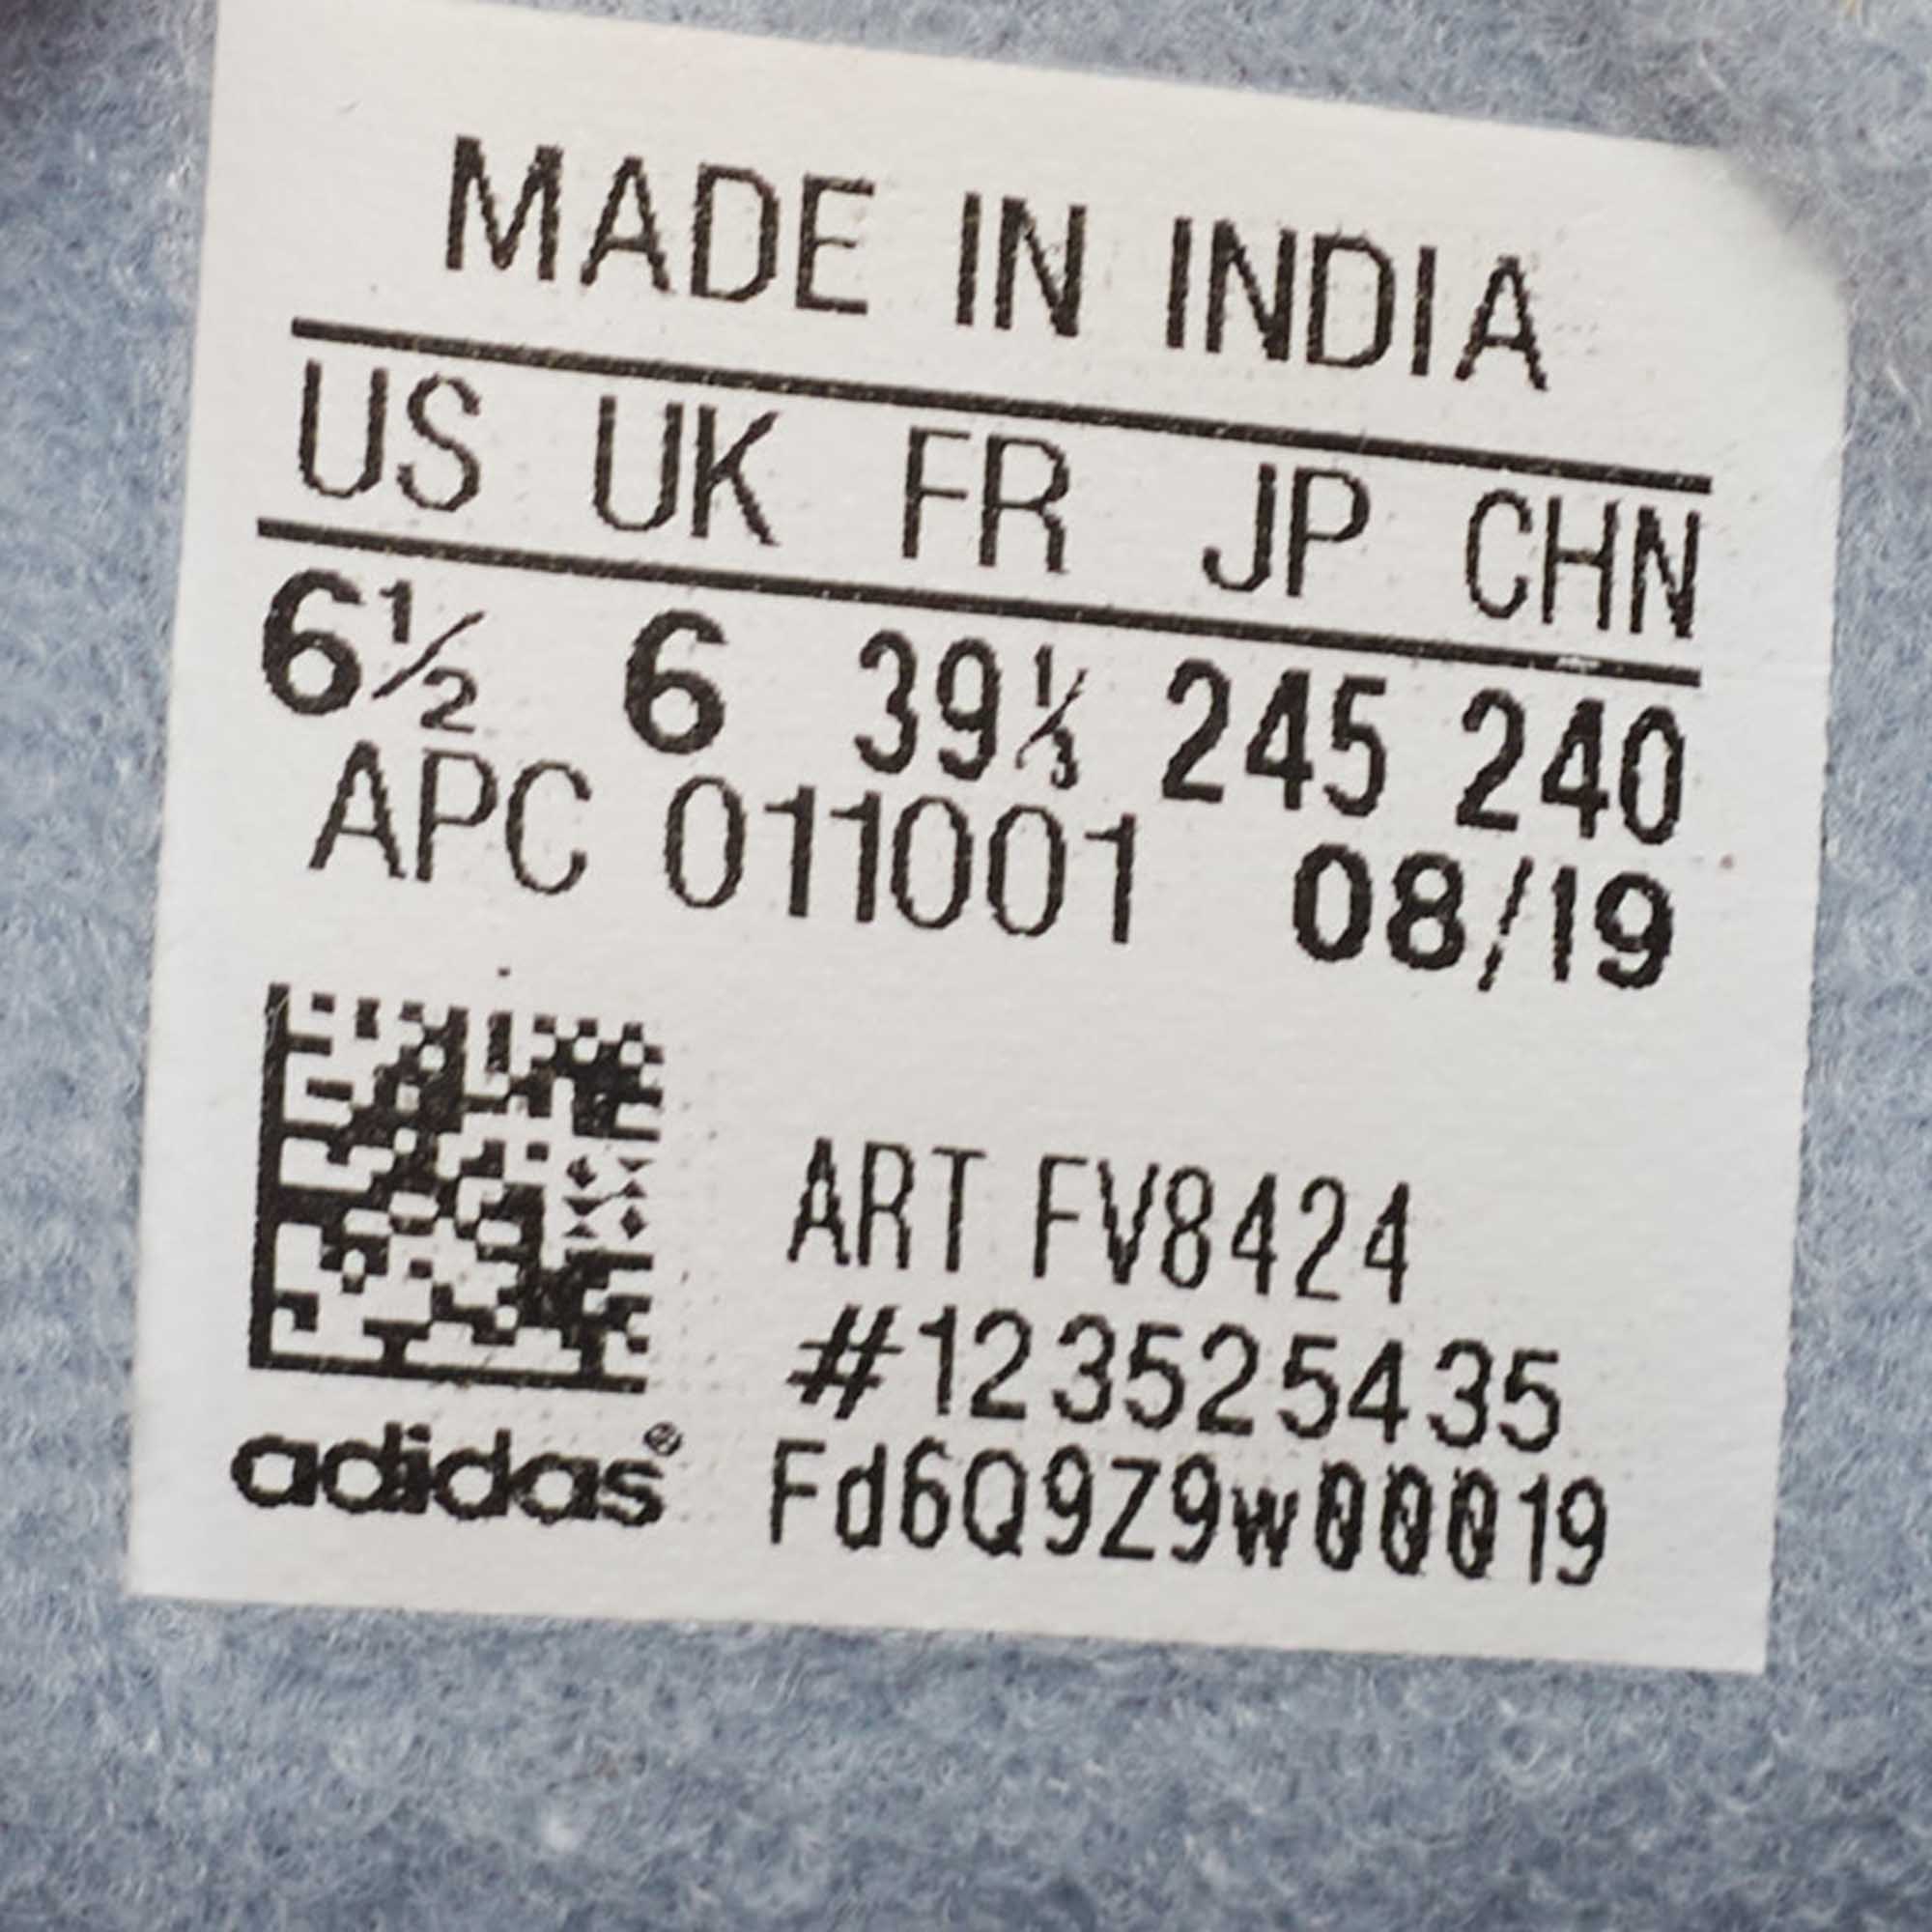 MADE IN INDIA
US UK FR JP CHN
6½ 6 39⅓ 245 240
APC 011001 08/19
ART FV8424
#123525435
adidas® Fd6Q9Z9w00019